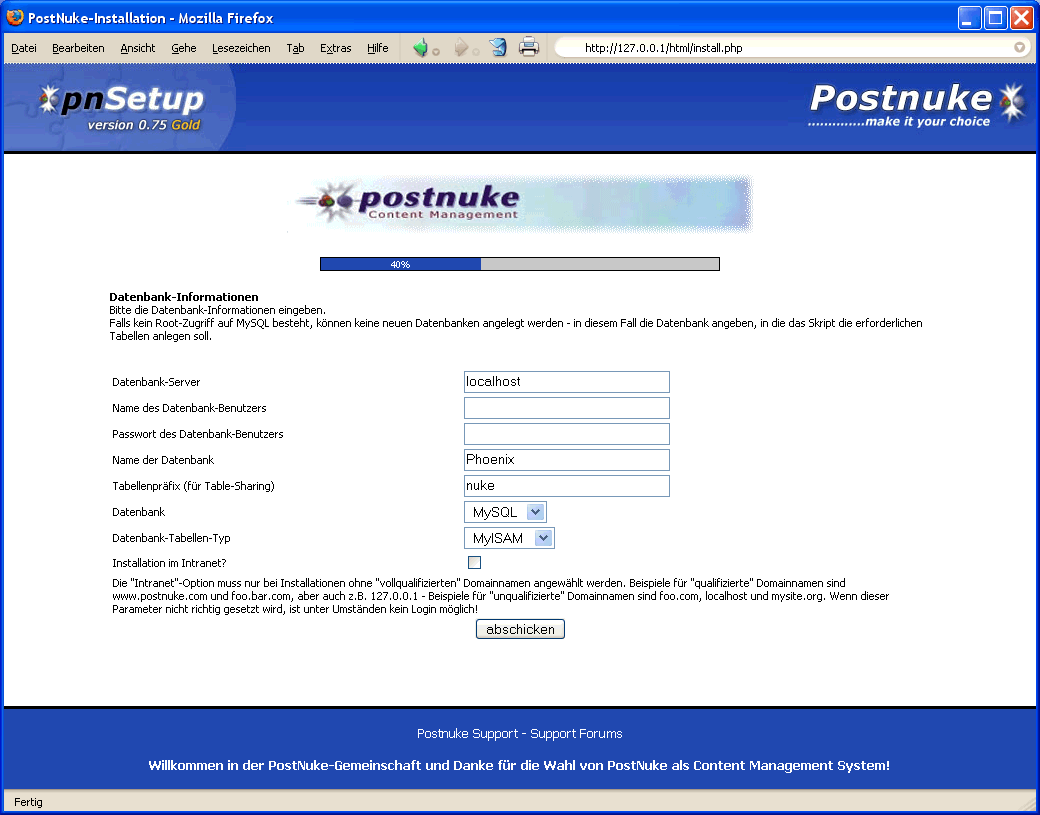 PostNuke-Installation - Mozilla Firefox
Datei Bearbeiten Ansicht Gehe Lesezeichen Tab Extras Hilfe http://127.0.0.1/html/install.php
pnSetup
version 0.75 Gold
Postnuke
..............make it your choice
postnuke
Content Management
40%
Datenbank-Informationen
Bitte die Datenbank-Informationen eingeben.
Falls kein Root-Zugriff auf MySQL besteht, können keine neuen Datenbanken angelegt werden - in diesem Fall die Datenbank angeben, in die das Skript die erforderlichen
Tabellen anlegen soll.
Datenbank-Server localhost
Name des Datenbank-Benutzers
Passwort des Datenbank-Benutzers
Name der Datenbank Phoenix
Tabellenpräfix (für Table-Sharing) nuke
Datenbank MySQL
Datenbank-Tabellen-Typ MyISAM
Installation im Intranet?
Die "Intranet"-Option muss nur bei Installationen ohne "vollqualifizierten" Domainnamen angewählt werden. Beispiele für "qualifizierte" Domainnamen sind
www.postnuke.com und foo.bar.com, aber auch z.B. 127.0.0.1 - Beispiele für "unqualifizierte" Domainnamen sind foo.com, localhost und mysite.org. Wenn dieser
Parameter nicht richtig gesetzt wird, ist unter Umständen kein Login möglich!
abschicken
Postnuke Support - Support Forums
Willkommen in der PostNuke-Gemeinschaft und Danke für die Wahl von PostNuke als Content Management System!
Fertig